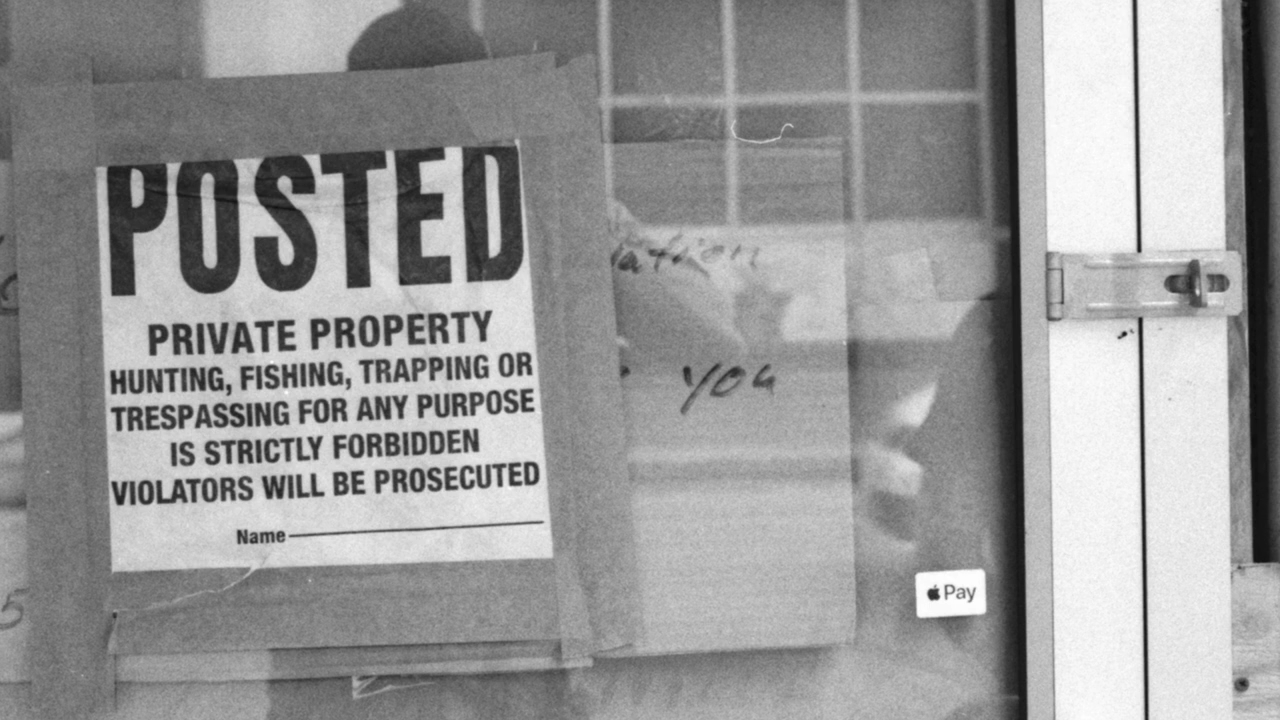 POSTED
PRIVATE PROPERTY
HUNTING, FISHING, TRAPPING OR
TRESPASSING FOR ANY PURPOSE
IS STRICTLY FORBIDDEN
VIOLATORS WILL BE PROSECUTED
Name
you
5
Pay